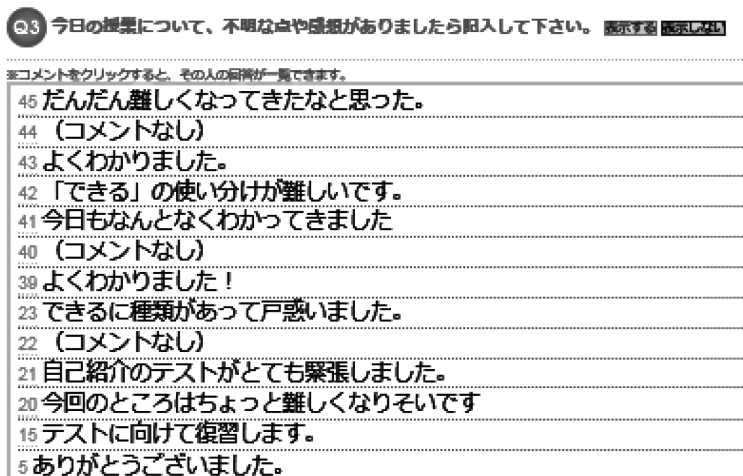 Q3 今日の授業について、不明な点や感想がありましたら記入して下さい。 表示する 表示しない
※コメントをクリックすると、その人の回答が一覧できます。
45 だんだん難しくなってきたなと思った。
44 （コメントなし）
43 よくわかりました。
42 「できる」の使い分けが難しいです。
41 今日もなんとなくわかってきました
40 （コメントなし）
39 よくわかりました！
23 できるに種類があって戸惑いました。
22 （コメントなし）
21 自己紹介のテストがとても緊張しました。
20 今回のところはちょっと難しくなりそいです
15 テストに向けて復習します。
5 ありがとうございました。